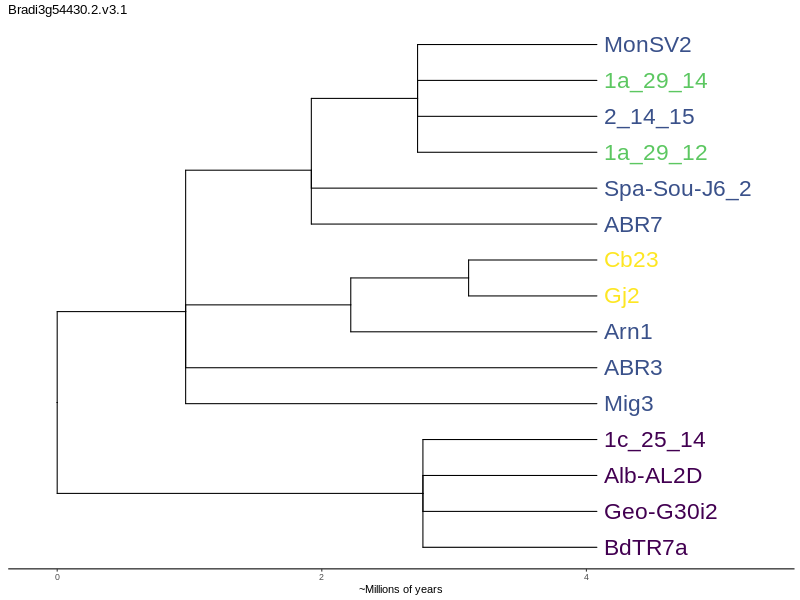 Bradi3g54430.2.v3.1
MonSV2
1a_29_14
2_14_15
1a_29_12
Spa-Sou-J6_2
ABR7
Cb23
Gj2
Arn1
ABR3
Mig3
1c_25_14
Alb-AL2D
Geo-G30i2
BdTR7a
0 2 4
~Millions of years